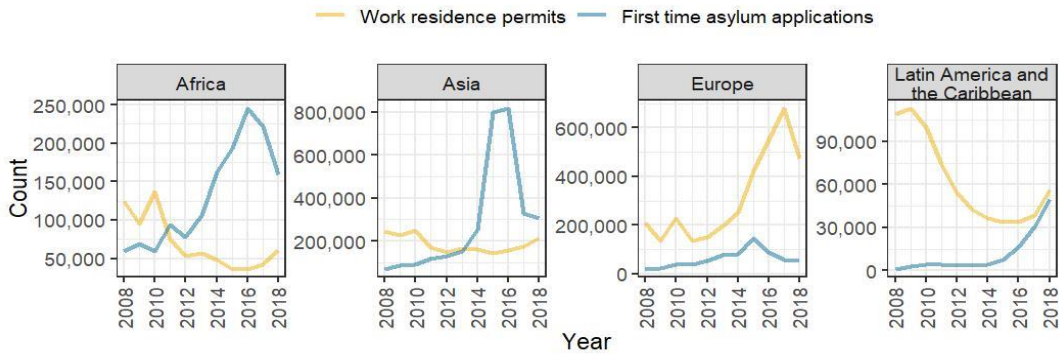 Work residence permits First time asylum applications
Africa
Asia
Europe
Latin America and
the Caribbean
Count
250,000
200,000
150,000
100,000
50,000
800,000
600,000
400,000
200,000
600,000
400,000
200,000
0
90,000
60,000
30,000
0
2008 2010 2012 2014 2016 2018
2008 2010 2012 2014 2016 2018
2008 2010 2012 2014 2016 2018
2008 2010 2012 2014 2016 2018
Year